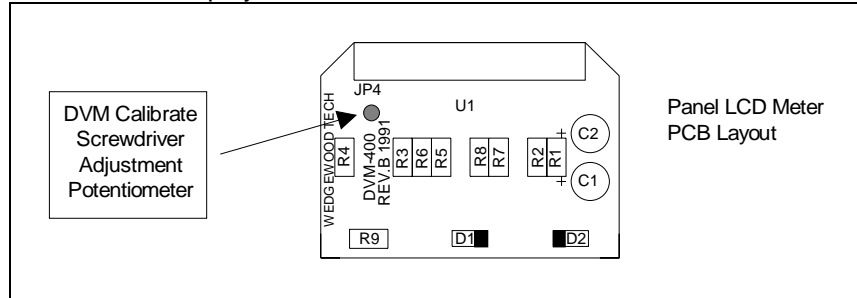 DVM Calibrate
Screwdriver
Adjustment
Potentiometer
JP4
U1
WEDGEWOOD TECH
DVM-400
REV.B 1991
R4
R3
R6
R5
R8
R7
R2
R1
+
C2
+
C1
R9
D1
D2
Panel LCD Meter
PCB Layout